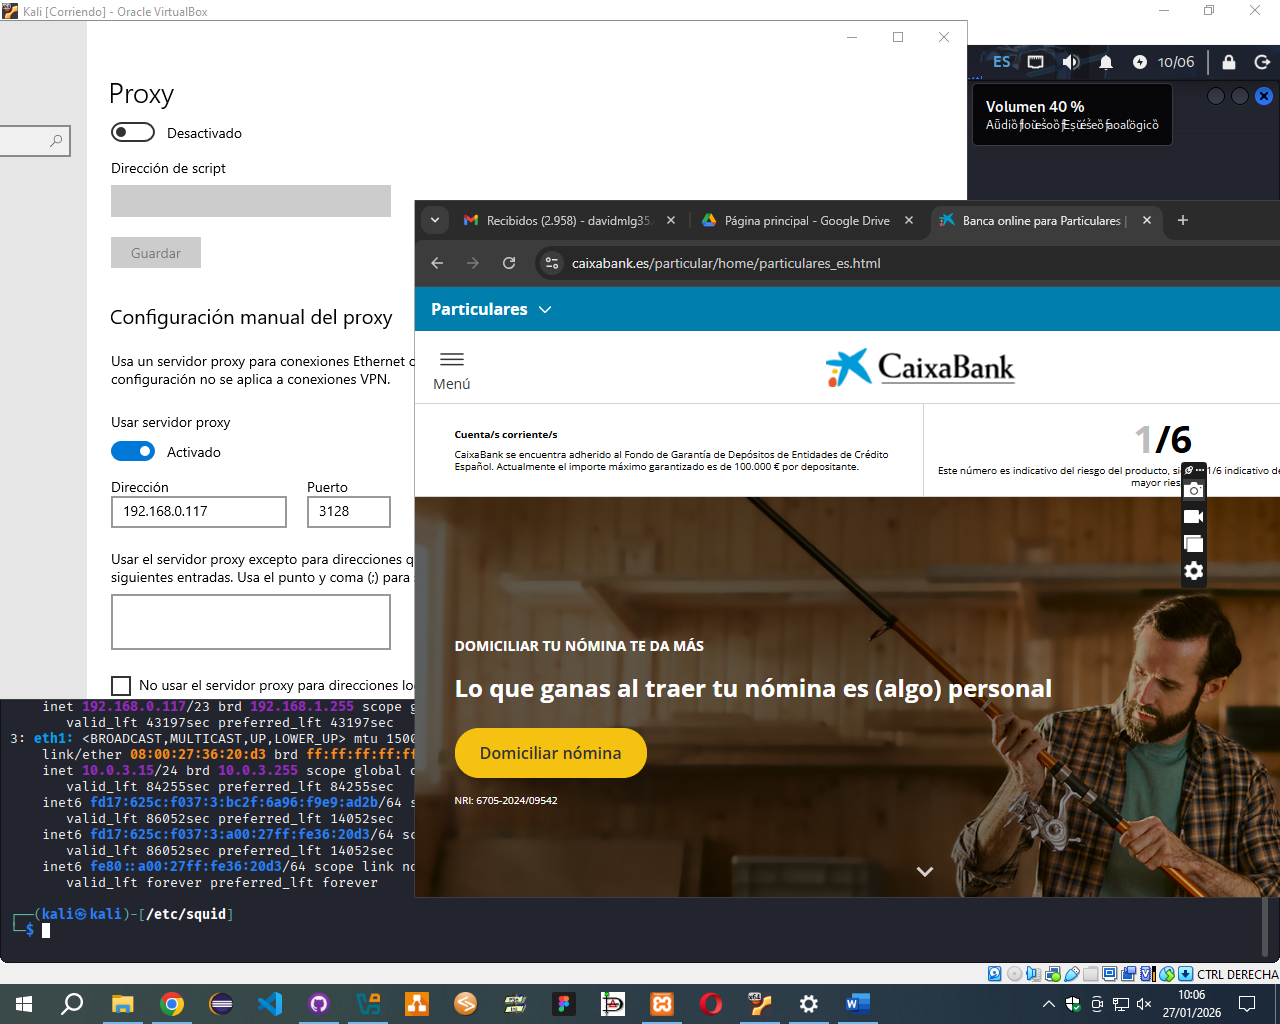 Kali [Corriendo] - Oracle VirtualBox
Proxy
Desactivado
Dirección de script
Guardar
Configuración manual del proxy
Usa un servidor proxy para conexiones Ethernet
configuración no se aplica a conexiones VPN.
Usar servidor proxy
Activado
Dirección
Puerto
192.168.0.117
3128
Usar el servidor proxy excepto para direcciones
siguientes entradas. Usa el punto y coma (;) para
No usar el servidor proxy para direcciones
ES
10/06
Volumen 40 %
Recibidos (2.958) - davidmlg35
Página principal - Google Drive
Banca online para Particulares |
caixabank.es/particular/home/particulares_es.html
Particulares
Menú
CaixaBank
Cuenta/s corriente/s
CaixaBank se encuentra adherido al Fondo de Garantía de Depósitos de Entidades de Crédito
Español. Actualmente el importe máximo garantizado es de 100.000 € por depositante.
1/6
Este número es indicativo del riesgo del producto, 1/6 indicativo
mayor
DOMICILIAR TU NÓMINA TE DA MÁS
Lo que ganas al traer tu nómina es (algo) personal
Domiciliar nómina
NRI: 6705-2024/09542
inet 192.168.0.117/23 brd 192.168.1.255 scope
valid_lft 43197sec preferred_lft 43197sec
3: eth1: <BROADCAST,MULTICAST,UP,LOWER_UP> mtu 1500
link/ether 08:00:27:36:20:d3 brd ff:ff:ff:ff:ff
inet 10.0.3.15/24 brd 10.0.3.255 scope global
valid_lft 84255sec preferred_lft 84255sec
inet6 fd17:625c:f037:3:bc2f:6a96:f9e9:ad2b/64
valid_lft 86052sec preferred_lft 14052sec
inet6 fd17:625c:f037:3:a00:27ff:fe36:20d3/64
valid_lft 86052sec preferred_lft 14052sec
inet6 fe80::a00:27ff:fe36:20d3/64 scope link
valid_lft forever preferred_lft forever
┌──(kali㉿kali)-[/etc/squid]
└─$
CTRL DERECHA
10:06
27/01/2026